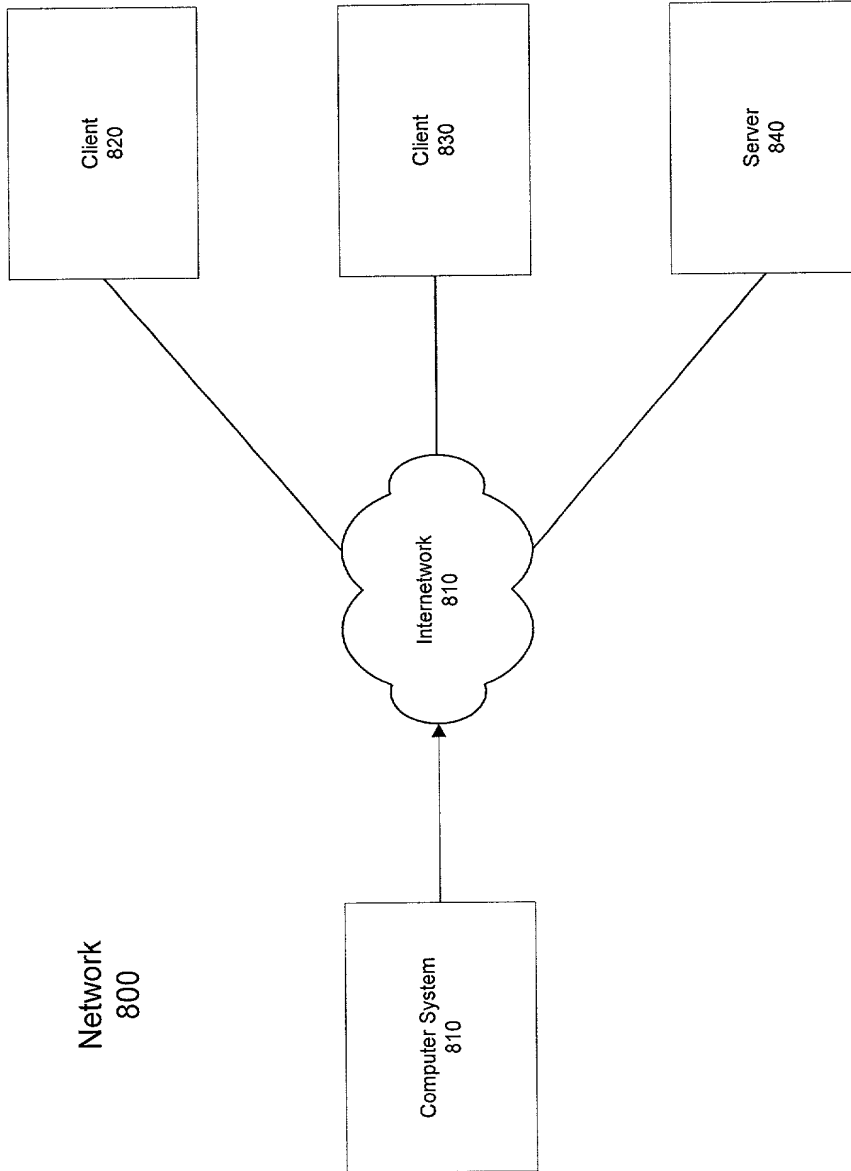 Network
800
Client
820
Client
830
Server
840
Internetwork
810
Computer System
810